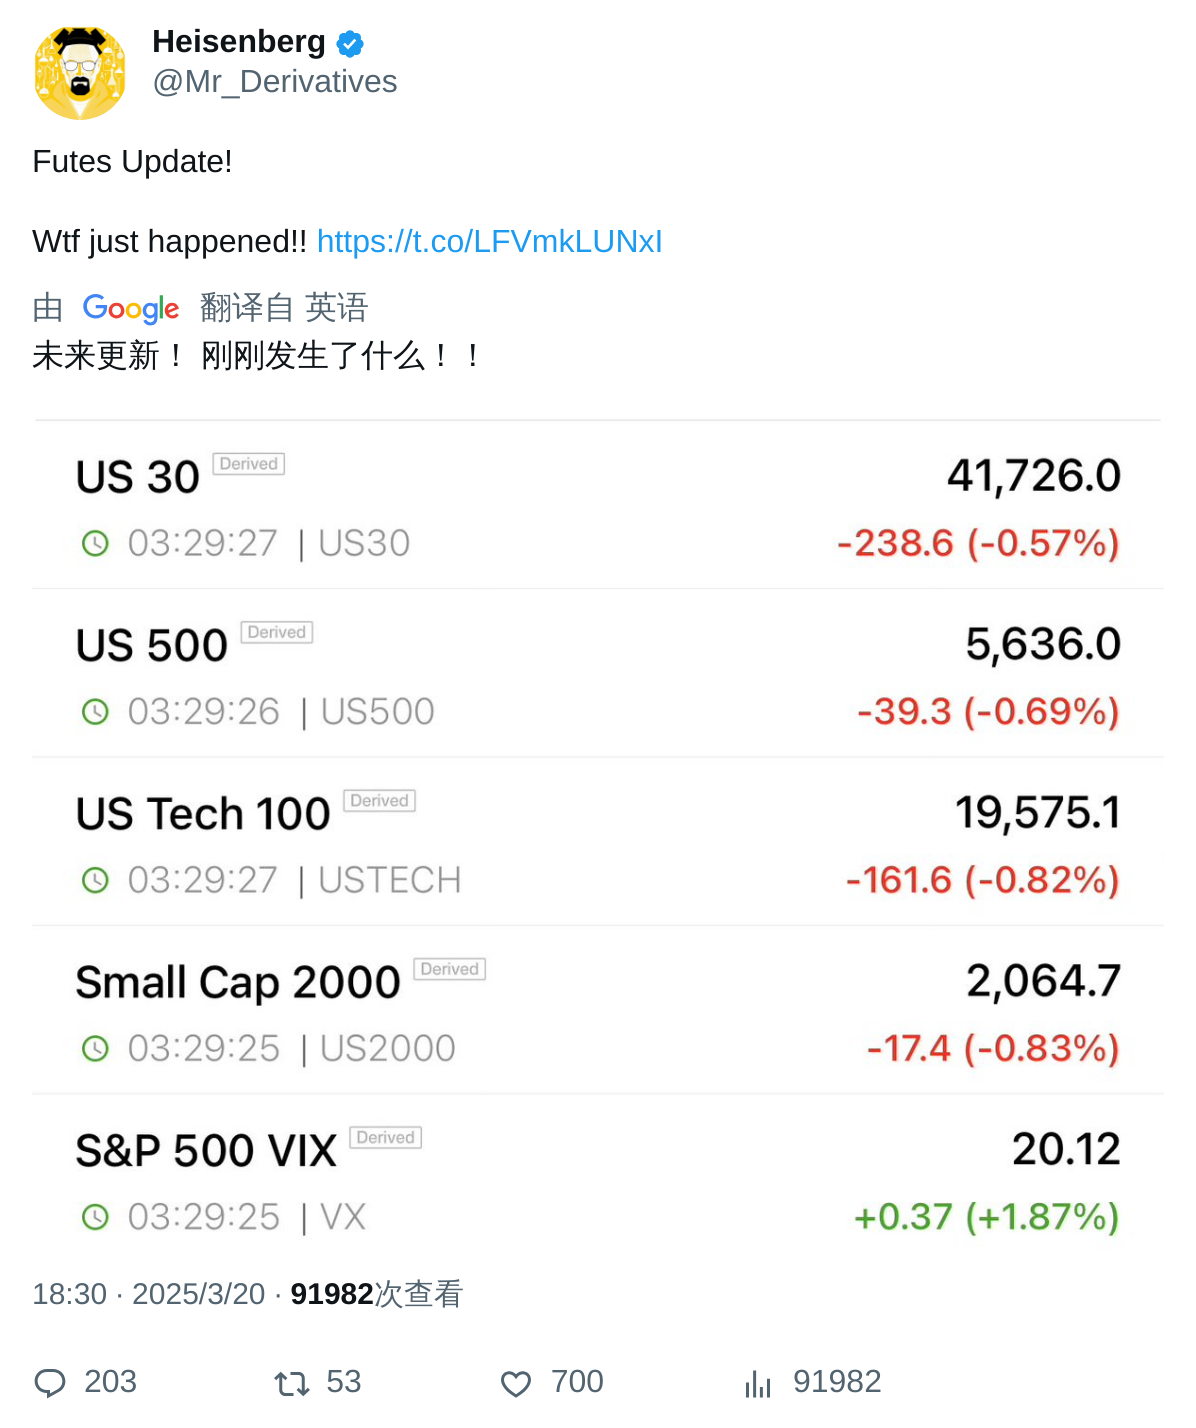 Heisenberg
@Mr_Derivatives
Futes Update!
Wtf just happened!! https://t.co/LFVmkLUNxI
由 Google 翻译自 英语
未来更新！ 刚刚发生了什么！！
US 30 Derived 41,726.0
03:29:27 | US30 -238.6 (-0.57%)
US 500 Derived 5,636.0
03:29:26 | US500 -39.3 (-0.69%)
US Tech 100 Derived 19,575.1
03:29:27 | USTECH -161.6 (-0.82%)
Small Cap 2000 Derived 2,064.7
03:29:25 | US2000 -17.4 (-0.83%)
S&P 500 VIX Derived 20.12
03:29:25 | VX +0.37 (+1.87%)
18:30 · 2025/3/20 · 91982次查看
203 53 700 91982